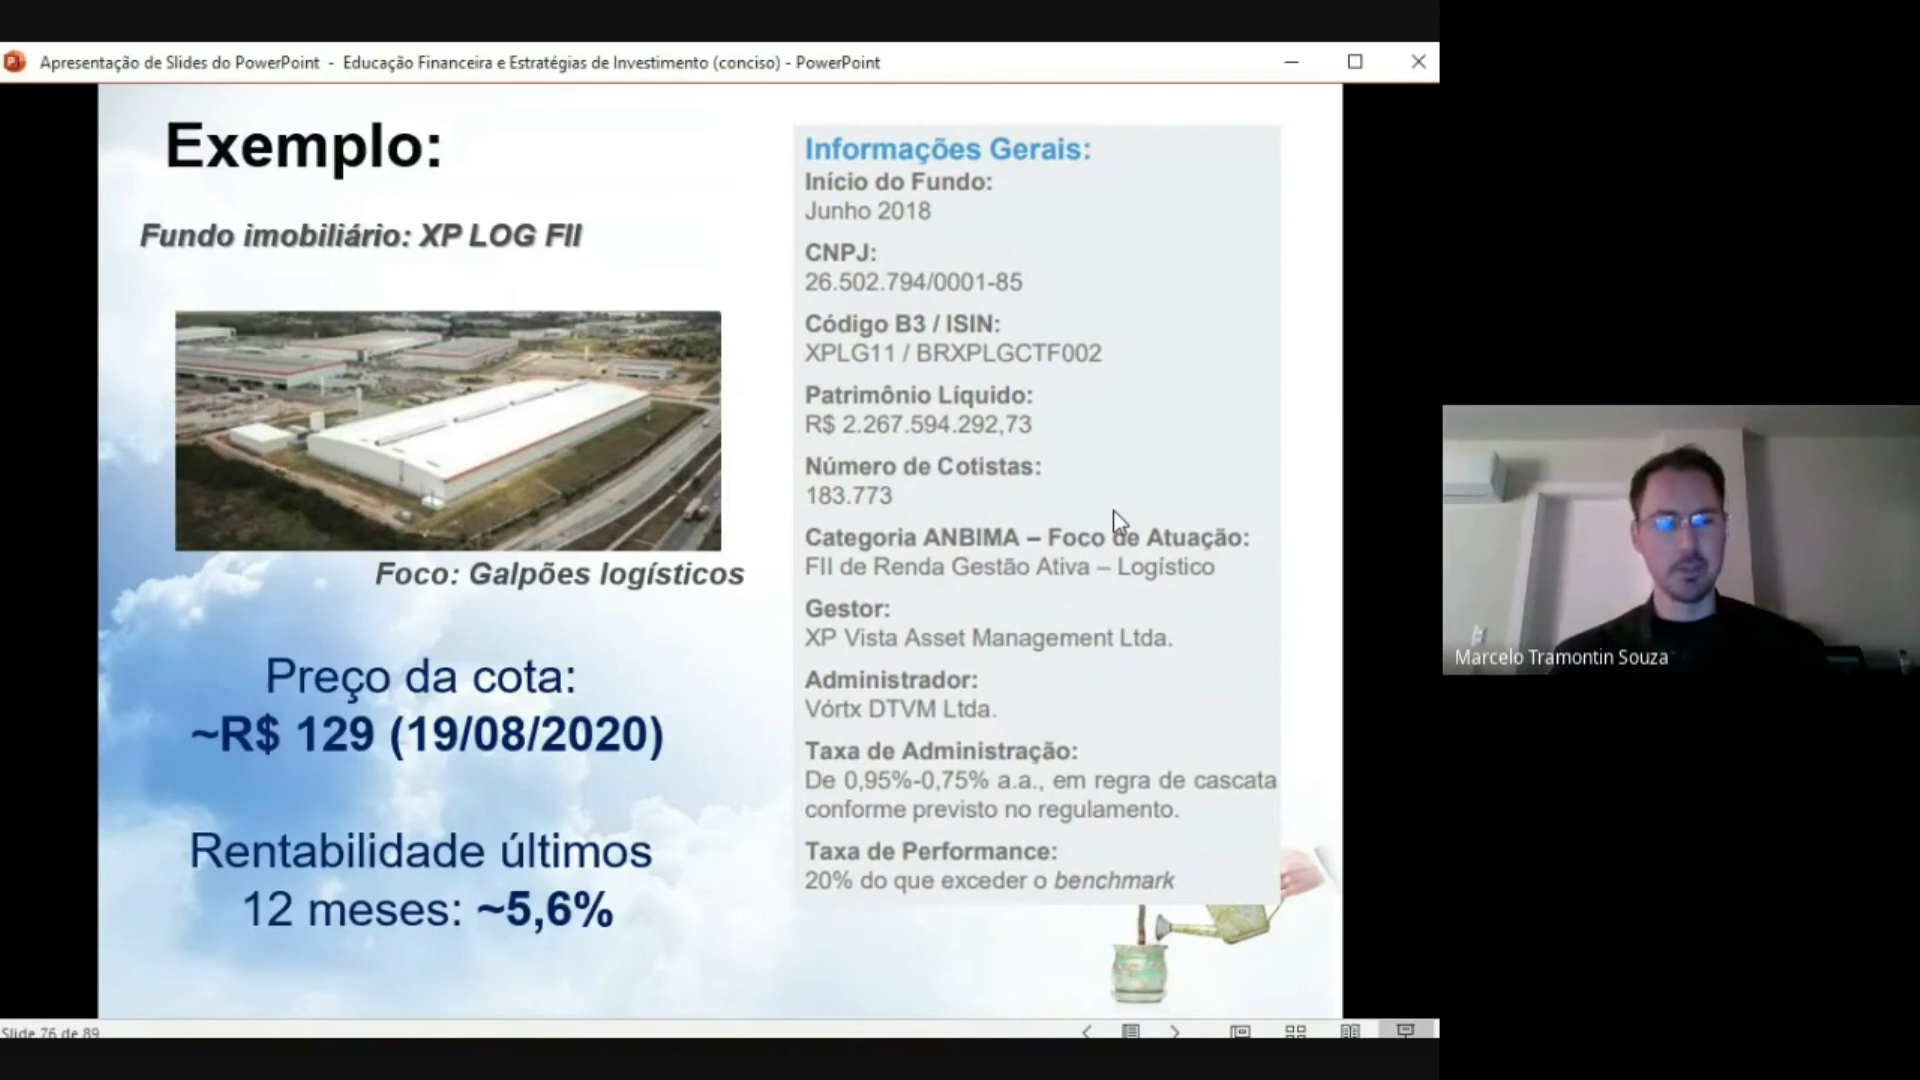 Apresentação de Slides do PowerPoint - Educação Financeira e Estratégias de Investimento (conciso) - PowerPoint
Exemplo:
Fundo imobiliário: XP LOG FII
Foco: Galpões logísticos
Preço da cota:
~R$ 129 (19/08/2020)
Rentabilidade últimos
12 meses: ~5,6%
Informações Gerais:
Início do Fundo:
Junho 2018
CNPJ:
26.502.794/0001-85
Código B3 / ISIN:
XPLG11 / BRXPLGCTF002
Patrimônio Líquido:
R$ 2.267.594.292,73
Número de Cotistas:
183.773
Categoria ANBIMA – Foco de Atuação:
FII de Renda Gestão Ativa – Logístico
Gestor:
XP Vista Asset Management Ltda.
Administrador:
Vórtx DTVM Ltda.
Taxa de Administração:
De 0,95%-0,75% a.a., em regra de cascata
conforme previsto no regulamento.
Taxa de Performance:
20% do que exceder o benchmark
Slide 76 de 89
Marcelo Tramontin Souza